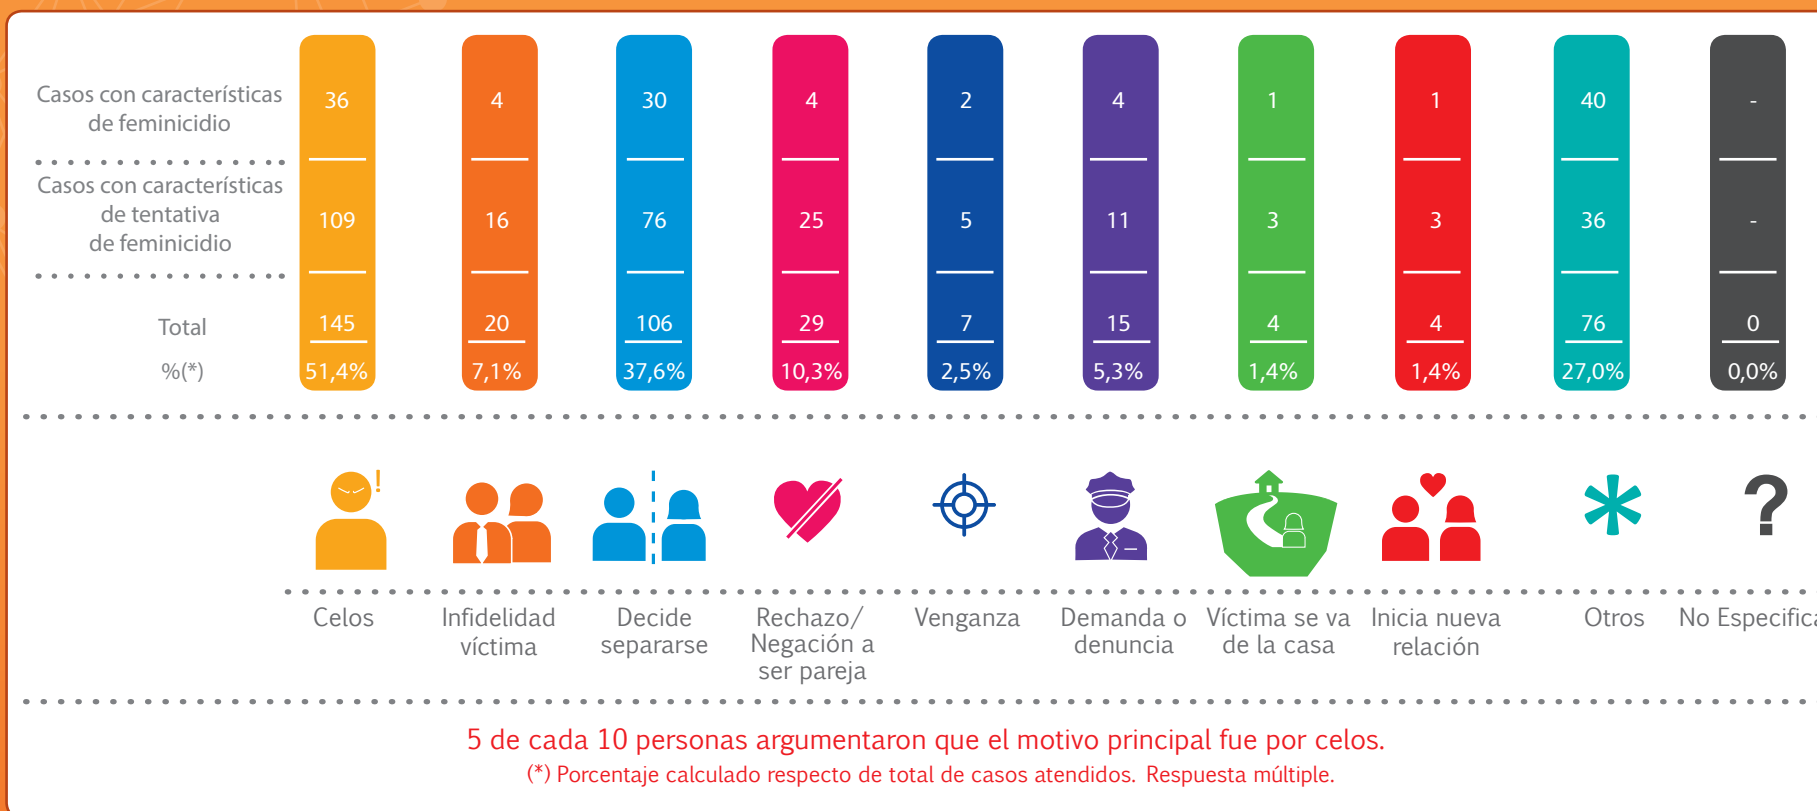 Casos con características
de feminicidio
36 4 30 4 2 4 1 1 40 -
Casos con características
de tentativa
de feminicidio
109 16 76 25 5 11 3 3 36 -
Total 145 20 106 29 7 15 4 4 76 0
%(*) 51,4% 7,1% 37,6% 10,3% 2,5% 5,3% 1,4% 1,4% 27,0% 0,0%
!
*
?
Celos
Infidelidad
víctima
Decide
separarse
Rechazo/
Negación a
ser pareja
Venganza
Demanda o
denuncia
Víctima se va
de la casa
Inicia nueva
relación
Otros
No Especifica
5 de cada 10 personas argumentaron que el motivo principal fue por celos.
(*) Porcentaje calculado respecto de total de casos atendidos. Respuesta múltiple.